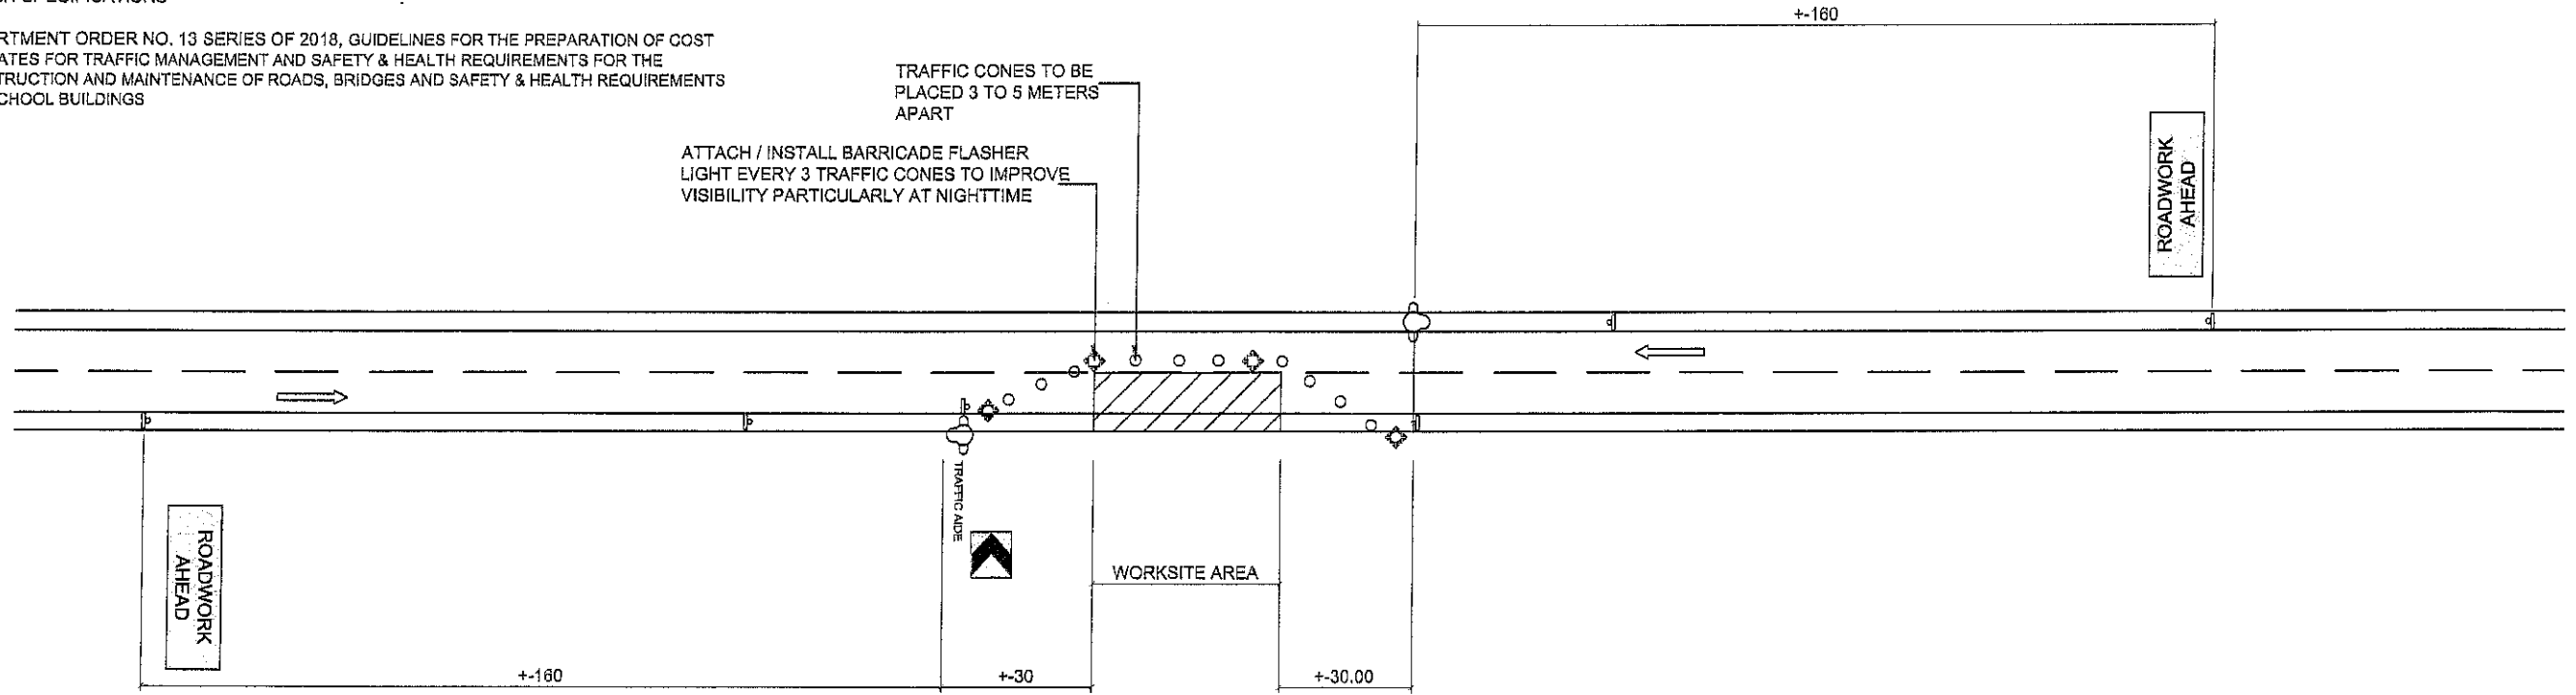 RTMENT ORDER NO. 13 SERIES OF 2018, GUIDELINES FOR THE PREPARATION OF COST
ATES FOR TRAFFIC MANAGEMENT AND SAFETY & HEALTH REQUIREMENTS FOR THE
TRUCTION AND MAINTENANCE OF ROADS, BRIDGES AND SAFETY & HEALTH REQUIREMENTS
CHOOL BUILDINGS
TRAFFIC CONES TO BE
PLACED 3 TO 5 METERS
APART
ATTACH / INSTALL BARRICADE FLASHER
LIGHT EVERY 3 TRAFFIC CONES TO IMPROVE
VISIBILITY PARTICULARLY AT NIGHTTIME
+-160
ROADWORK
AHEAD
TRAFFIC AIDE
WORKSITE AREA
ROADWORK
AHEAD
+-160
+-30
+-30.00